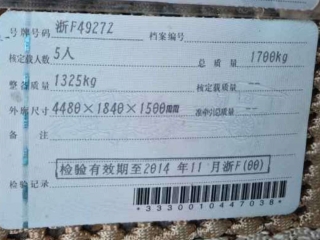 号牌号码 浙F4927Z 档案编号
核定载人数 5人 总质量 1700kg
整备质量 1325kg 核定载质量 --
外廓尺寸 4480×1840×1500mm 准牵引总质量 --
备注
检验有效期至2014年11月浙F(00)
检验记录
*3330010447038*